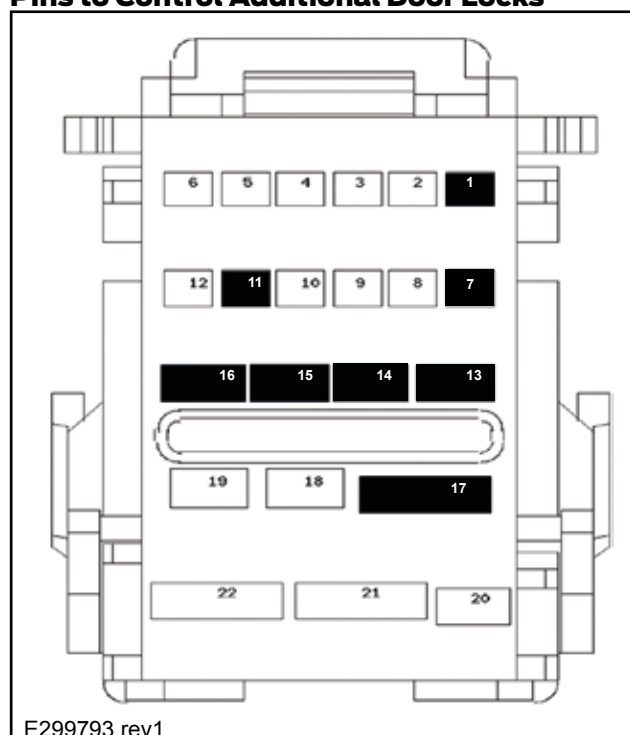 Pins to Control Additional Door Locks
6 5 4 3 2 1
12 11 10 9 8 7
16 15 14 13
19 18 17
22 21 20
E299793 rev1